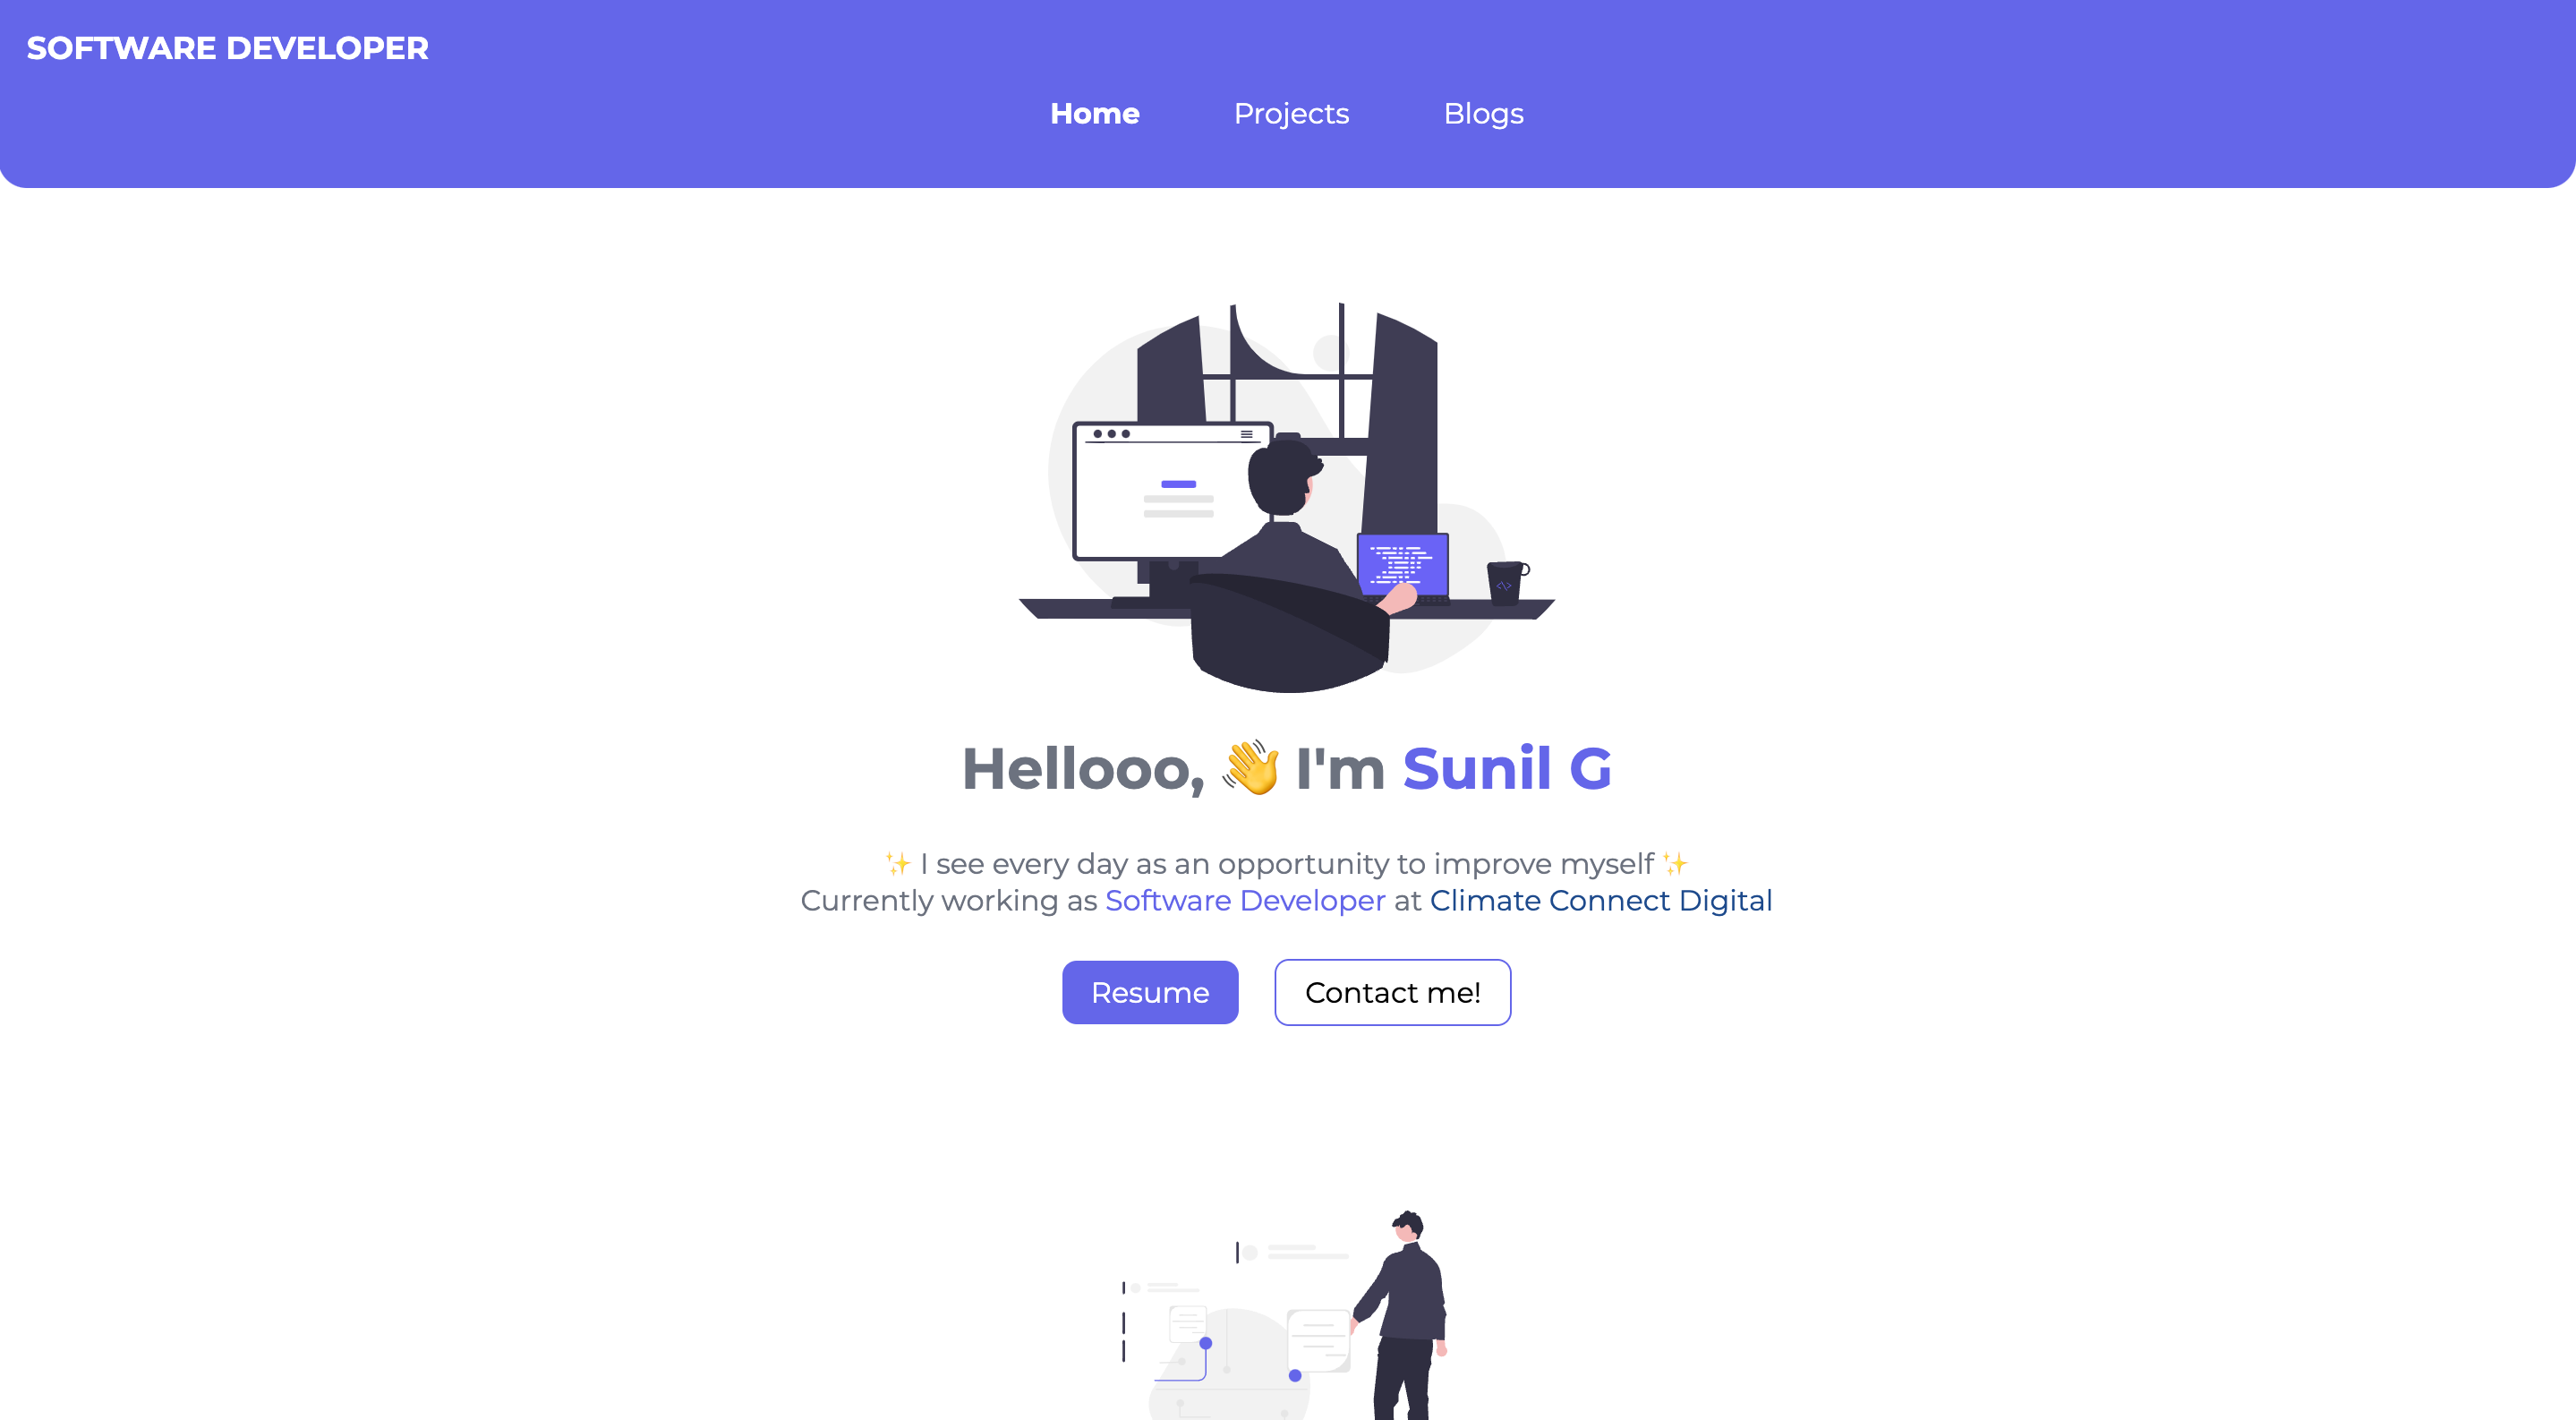 SOFTWARE DEVELOPER
Home Projects Blogs
Hellooo, 👋 I'm Sunil G
✨ I see every day as an opportunity to improve myself ✨
Currently working as Software Developer at Climate Connect Digital
Resume Contact me!